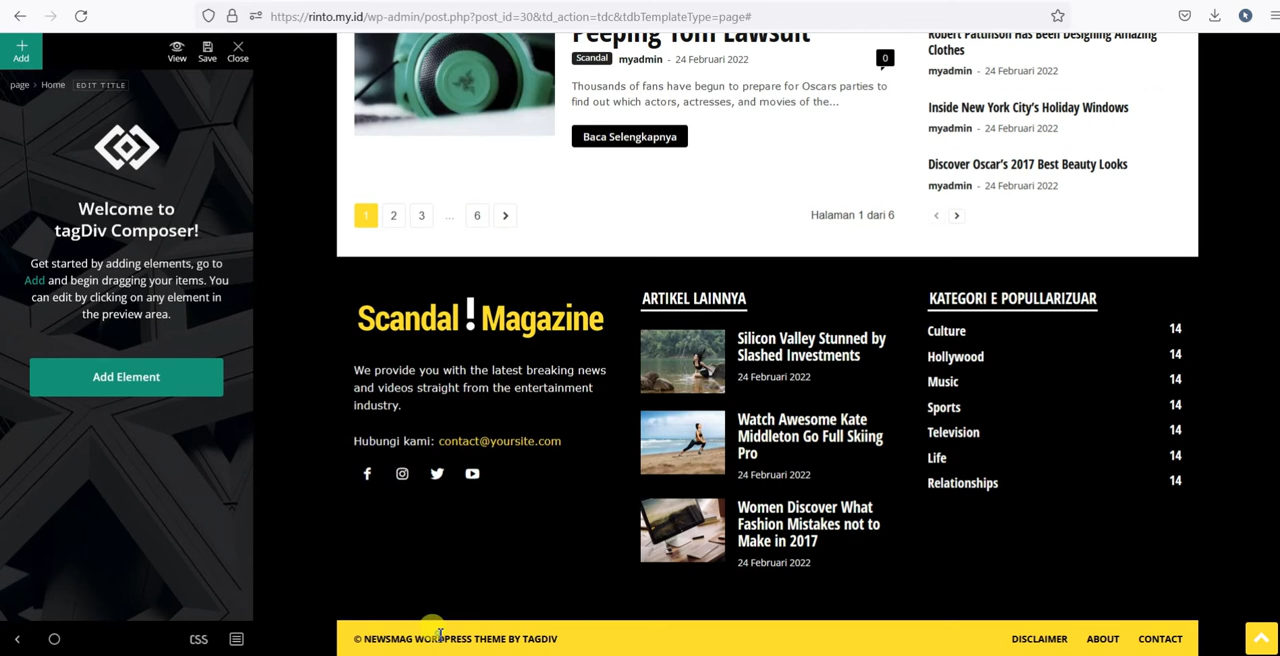 https://rinto.my.id/wp-admin/post.php?post_id=30&td_action=tdc&tdbTemplateType=page#
Add
View
Save
Close
page > Home EDIT TITLE
Welcome to
tagDiv Composer!
Get started by adding elements, go to
Add and begin dragging your items. You
can edit by clicking on any element in
the preview area.
Add Element
CSS
Peeping Tom Lawsuit
Scandal myadmin - 24 Februari 2022 0
Thousands of fans have begun to prepare for Oscars parties to
find out which actors, actresses, and movies of the...
Baca Selengkapnya
1 2 3 ... 6
Halaman 1 dari 6
Robert Pattinson Has Been Designing Amazing
Clothes
myadmin - 24 Februari 2022
Inside New York City's Holiday Windows
myadmin - 24 Februari 2022
Discover Oscar's 2017 Best Beauty Looks
myadmin - 24 Februari 2022
Scandal!Magazine
We provide you with the latest breaking news
and videos straight from the entertainment
industry.
Hubungi kami: contact@yoursite.com
ARTIKEL LAINNYA
Silicon Valley Stunned by
Slashed Investments
24 Februari 2022
Watch Awesome Kate
Middleton Go Full Skiing
Pro
24 Februari 2022
Women Discover What
Fashion Mistakes not to
Make in 2017
24 Februari 2022
KATEGORI E POPULLARIZUAR
Culture 14
Hollywood 14
Music 14
Sports 14
Television 14
Life 14
Relationships 14
© NEWSMAG WORDPRESS THEME BY TAGDIV
DISCLAIMER ABOUT CONTACT